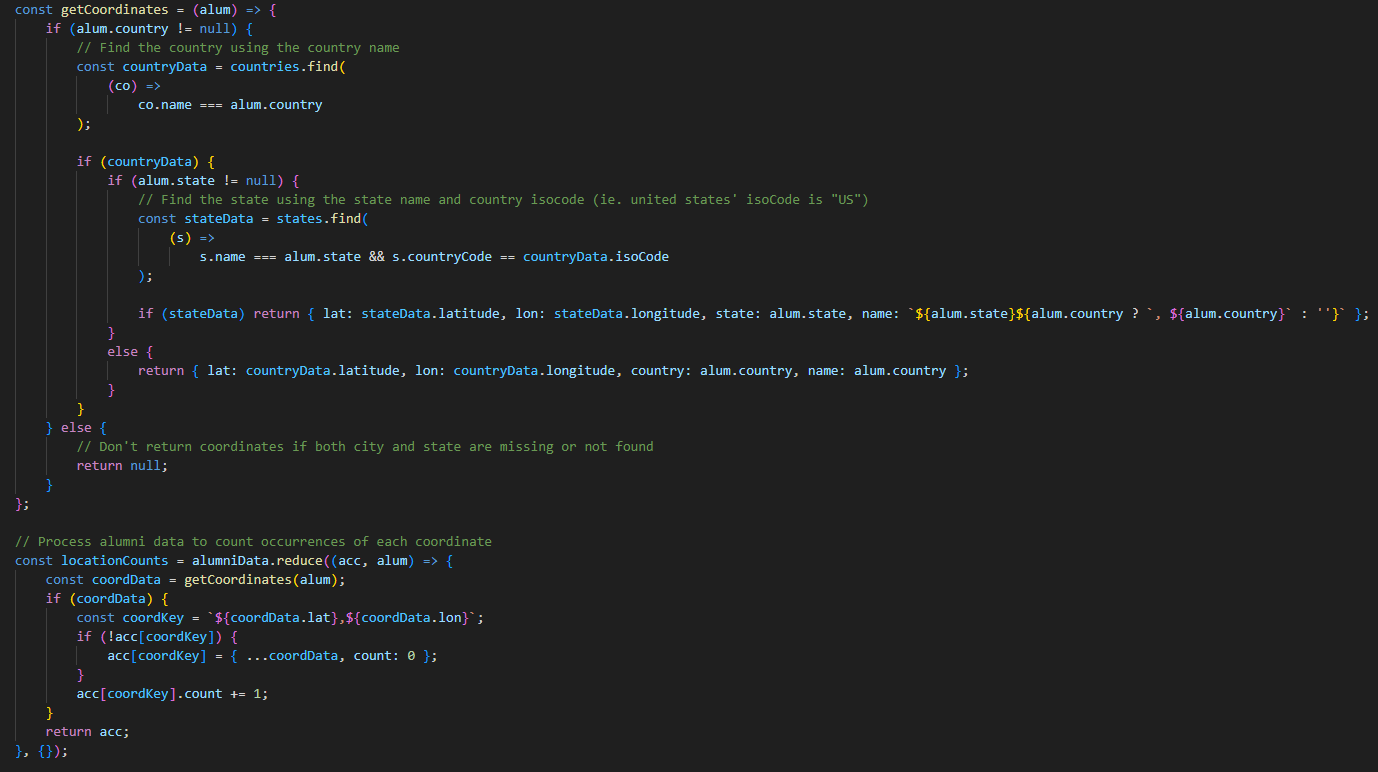 const getCoordinates = (alum) => {
    if (alum.country != null) {
        // Find the country using the country name
        const countryData = countries.find(
            (co) =>
                co.name === alum.country
        );

        if (countryData) {
            if (alum.state != null) {
                // Find the state using the state name and country isocode (ie. united states' isoCode is "US")
                const stateData = states.find(
                    (s) =>
                        s.name === alum.state && s.countryCode == countryData.isoCode
                );

                if (stateData) return { lat: stateData.latitude, lon: stateData.longitude, state: alum.state, name: `${alum.state}${alum.country ? `, ${alum.country}` : ''}` };
            }
            else {
                return { lat: countryData.latitude, lon: countryData.longitude, country: alum.country, name: alum.country };
            }
        }
    } else {
        // Don't return coordinates if both city and state are missing or not found
        return null;
    }
};

// Process alumni data to count occurrences of each coordinate
const locationCounts = alumniData.reduce((acc, alum) => {
    const coordData = getCoordinates(alum);
    if (coordData) {
        const coordKey = `${coordData.lat},${coordData.lon}`;
        if (!acc[coordKey]) {
            acc[coordKey] = { ...coordData, count: 0 };
        }
        acc[coordKey].count += 1;
    }
    return acc;
}, {});